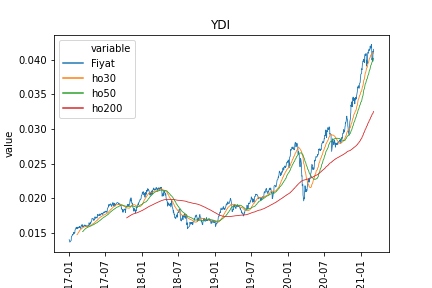 YDI
variable
Fiyat
ho30
ho50
ho200
value
0.040
0.035
0.030
0.025
0.020
0.015
17-01
17-07
18-01
18-07
19-01
19-07
20-01
20-07
21-01